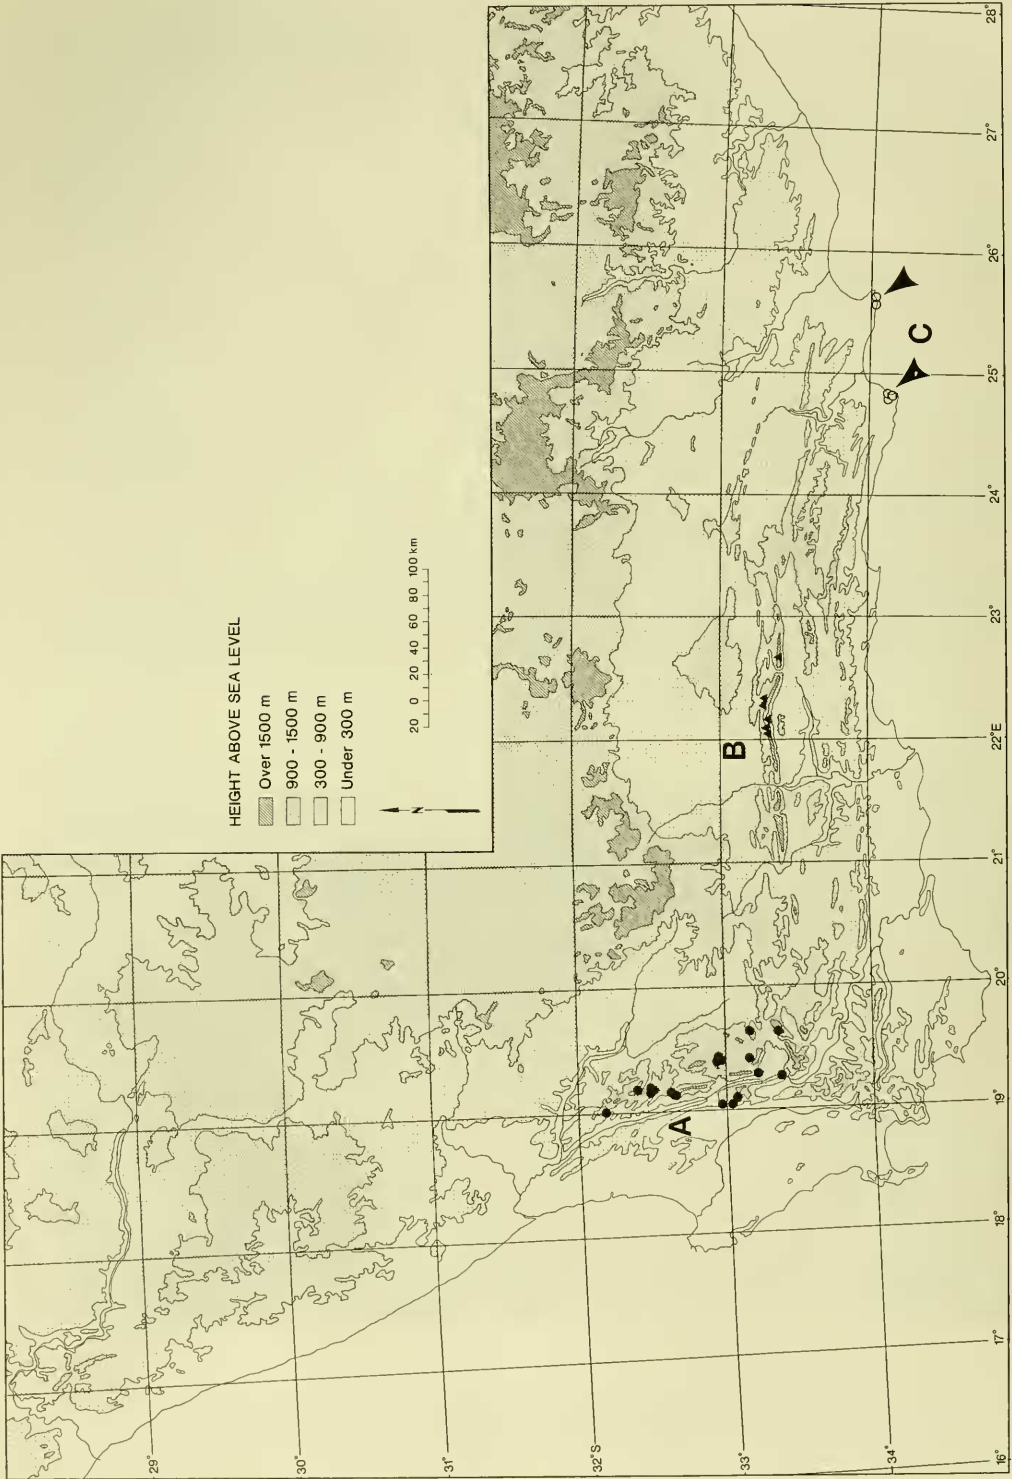 HEIGHT ABOVE SEA LEVEL
Over 1500 m
900 - 1500 m
300 - 900 m
Under 300 m
N
20 0 20 40 60 80 100 km
A
B
C
29°
30°
31°
32°S
33°
34°
16°
17°
18°
19°
20°
21°
22°E
23°
24°
25°
26°
27°
28°